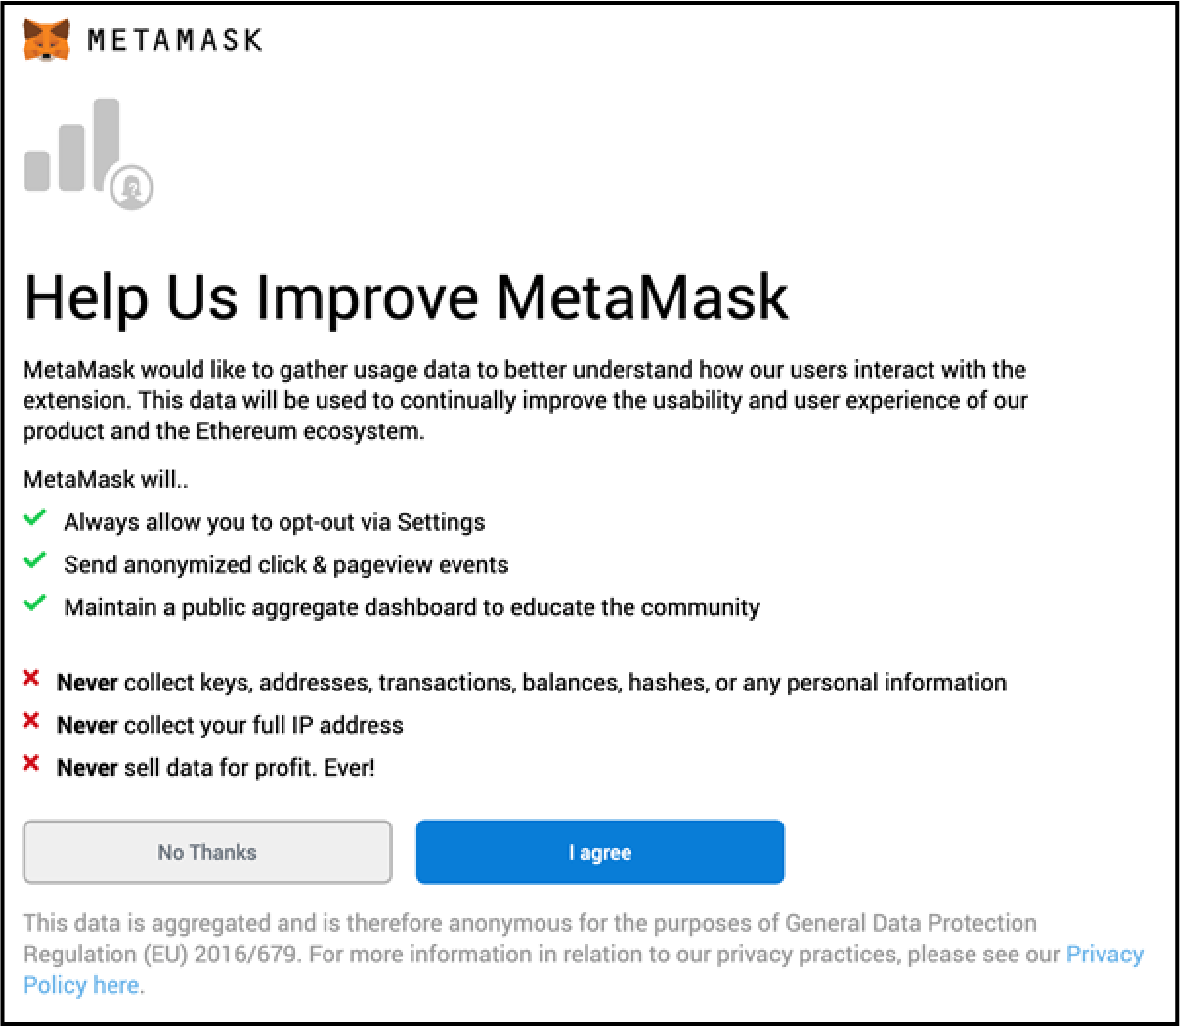 METAMASK
Help Us Improve MetaMask
MetaMask would like to gather usage data to better understand how our users interact with the
extension. This data will be used to continually improve the usability and user experience of our
product and the Ethereum ecosystem.
MetaMask will..
Always allow you to opt-out via Settings
Send anonymized click & pageview events
Maintain a public aggregate dashboard to educate the community
Never collect keys, addresses, transactions, balances, hashes, or any personal information
Never collect your full IP address
Never sell data for profit. Ever!
No Thanks
I agree
This data is aggregated and is therefore anonymous for the purposes of General Data Protection
Regulation (EU) 2016/679. For more information in relation to our privacy practices, please see our Privacy
Policy here.